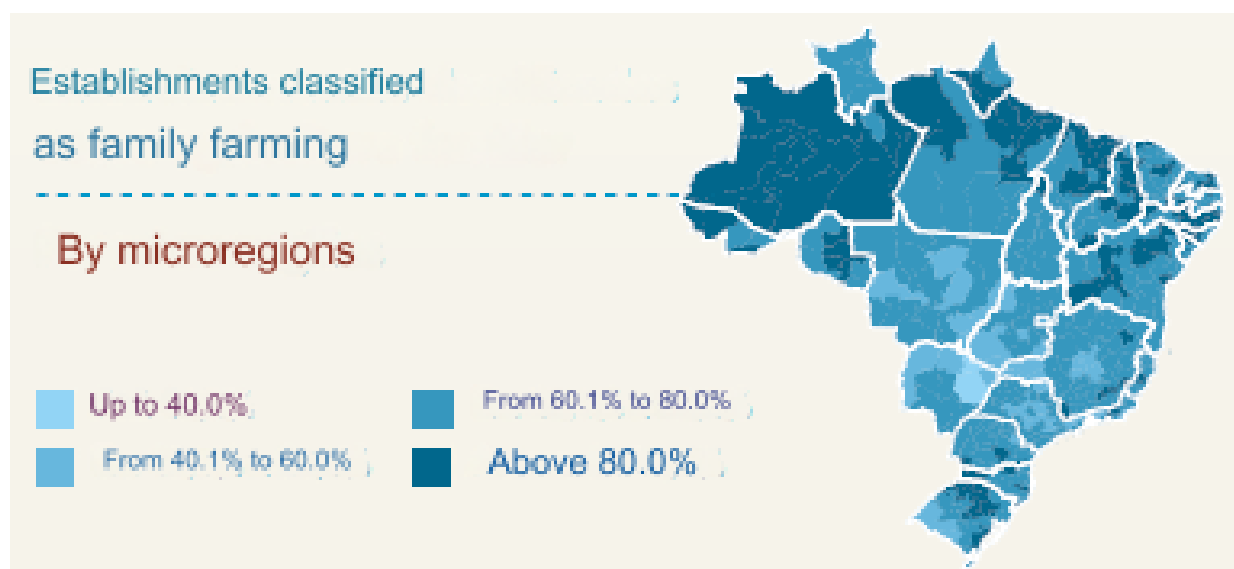 Establishments classified
as family farming
By microregions
Up to 40.0%
From 60.1% to 80.0%
From 40.1% to 60.0%
Above 80.0%